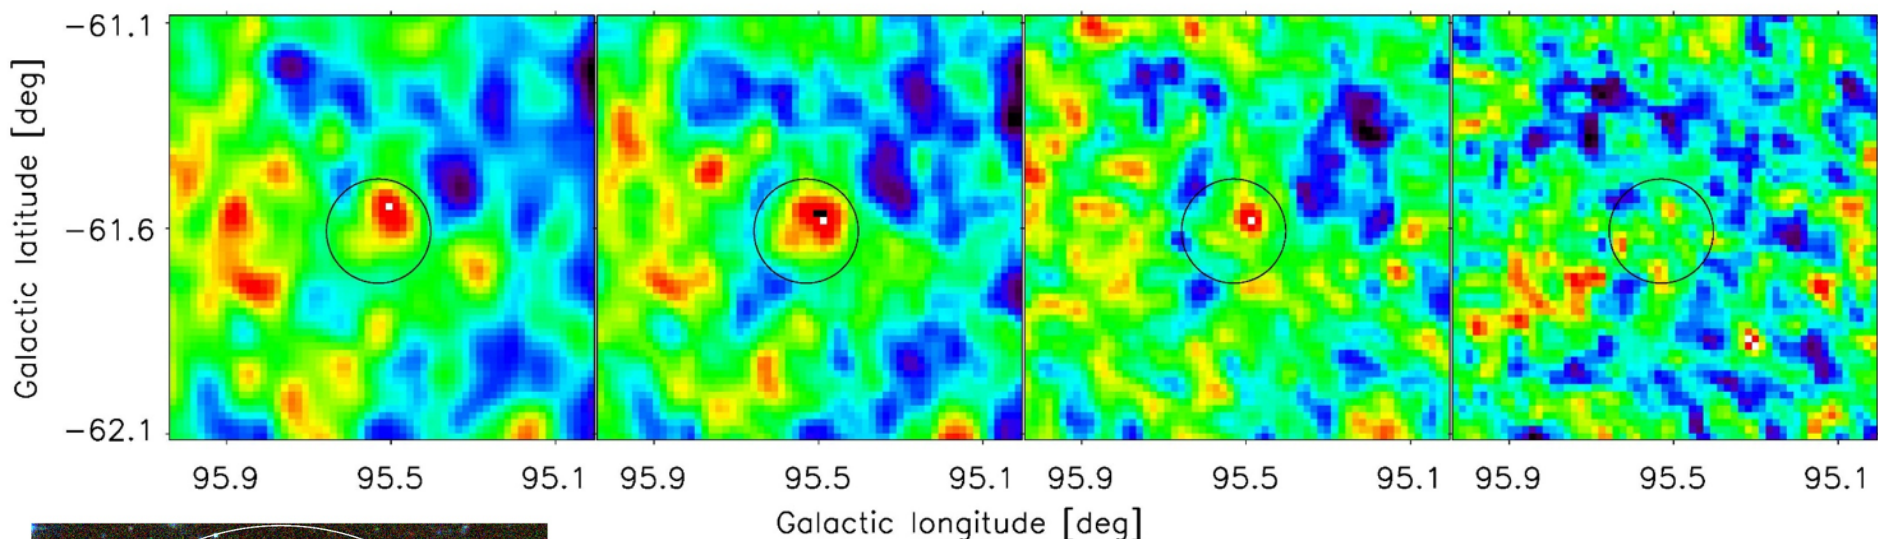 −61.1
−61.6
−62.1
Galactic latitude [deg]
95.9 95.5 95.1 95.9 95.5 95.1 95.9 95.5 95.1 95.9 95.5 95.1
Galactic longitude [deg]